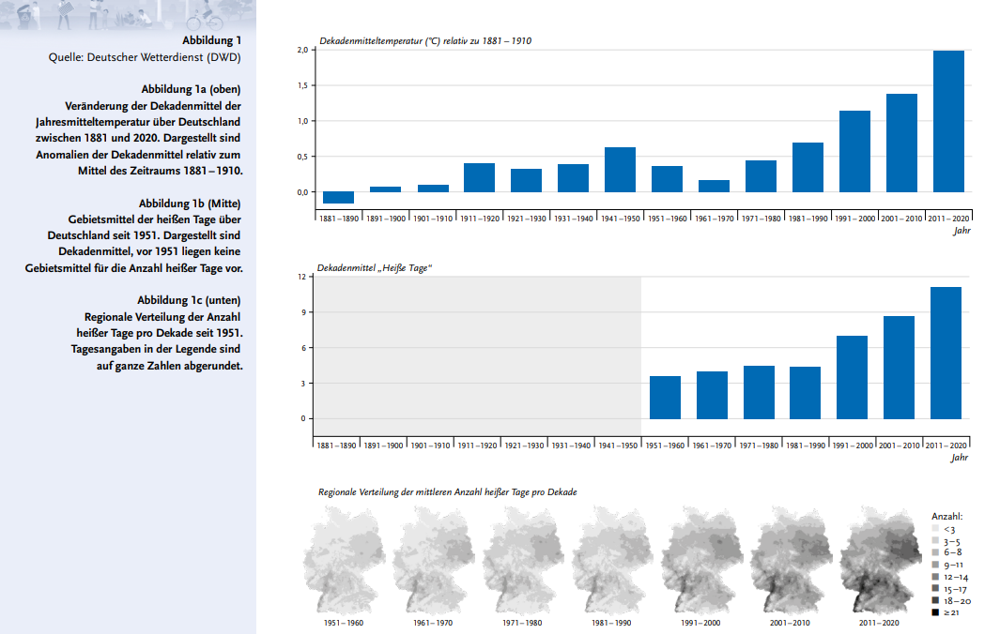 Abbildung 1
Quelle: Deutscher Wetterdienst (DWD)
Abbildung 1a (oben)
Veränderung der Dekadenmittel der
Jahresmitteltemperatur über Deutschland
zwischen 1881 und 2020. Dargestellt sind
Anomalien der Dekadenmittel relativ zum
Mittel des Zeitraums 1881–1910.
Abbildung 1b (Mitte)
Gebietsmittel der heißen Tage über
Deutschland seit 1951. Dargestellt sind
Dekadenmittel, vor 1951 liegen keine
Gebietsmittel für die Anzahl heißer Tage vor.
Abbildung 1c (unten)
Regionale Verteilung der Anzahl
heißer Tage pro Dekade seit 1951.
Tagesangaben in der Legende sind
auf ganze Zahlen abgerundet.
Dekadenmitteltemperatur (°C) relativ zu 1881–1910
2,0
1,5
1,0
0,5
0,0
1881–1890 1891–1900 1901–1910 1911–1920 1921–1930 1931–1940 1941–1950 1951–1960 1961–1970 1971–1980 1981–1990 1991–2000 2001–2010 2011–2020
Jahr
Dekadenmittel „Heiße Tage“
12
9
6
3
0
1881–1890 1891–1900 1901–1910 1911–1920 1921–1930 1931–1940 1941–1950 1951–1960 1961–1970 1971–1980 1981–1990 1991–2000 2001–2010 2011–2020
Jahr
Regionale Verteilung der mittleren Anzahl heißer Tage pro Dekade
1951–1960 1961–1970 1971–1980 1981–1990 1991–2000 2001–2010 2011–2020
Anzahl:
<3
3–5
6–8
9–11
12–14
15–17
18–20
≥21